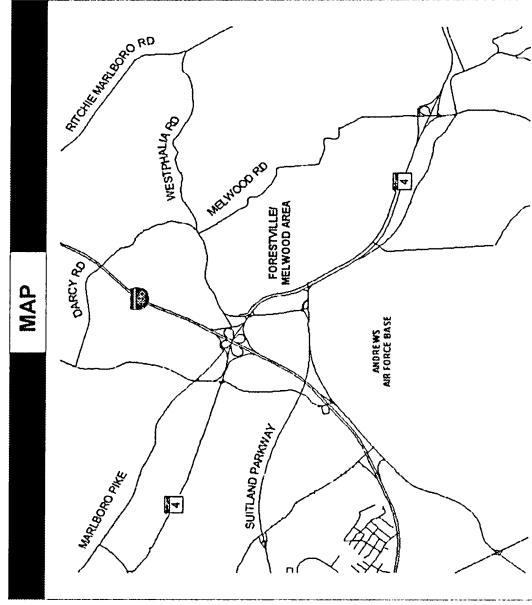 MAP
RITCHIE MARLBORO RD
WESTPHALIA RD
MELWOOD RD
DARCY RD
FORESTVILLE/
MELWOOD AREA
4
ANDREWS
AIR FORCE BASE
MARLBORO PIKE
4
SUITLAND PARKWAY